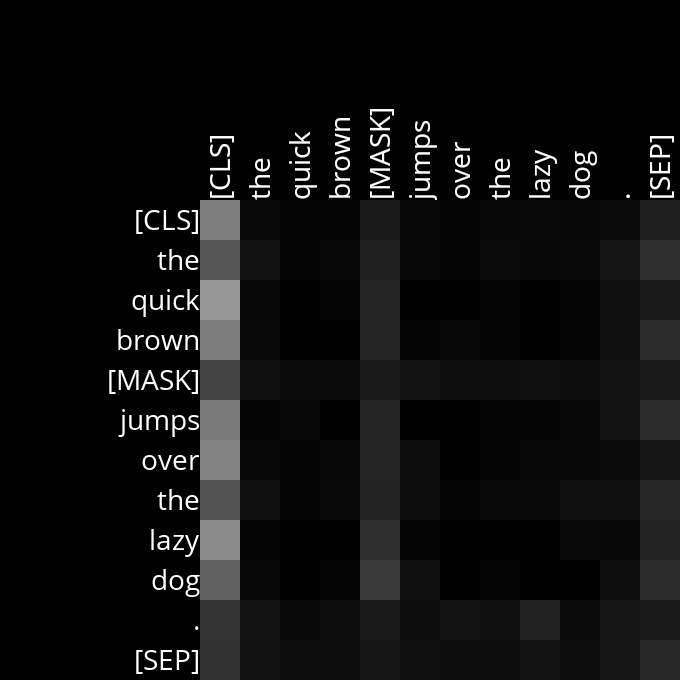 [CLS] the quick brown [MASK] jumps over the lazy dog . [SEP]
[CLS]
the
quick
brown
[MASK]
jumps
over
the
lazy
dog
.
[SEP]